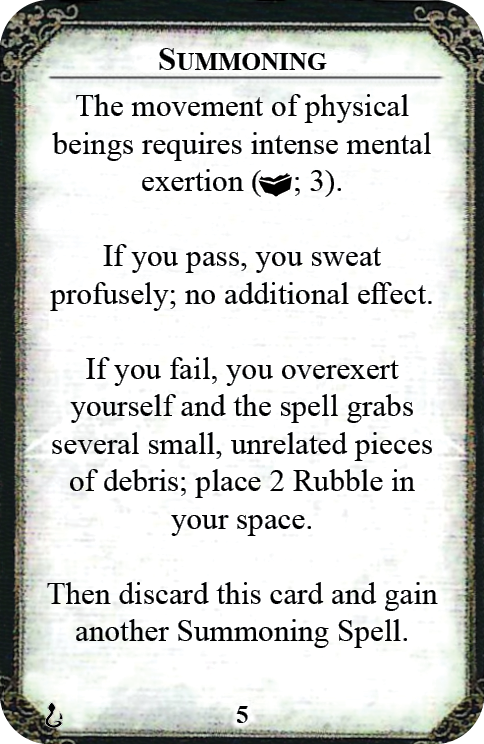 SUMMONING
The movement of physical
beings requires intense mental
exertion (; 3).
If you pass, you sweat
profusely; no additional effect.
If you fail, you overexert
yourself and the spell grabs
several small, unrelated pieces
of debris; place 2 Rubble in
your space.
Then discard this card and gain
another Summoning Spell.
5